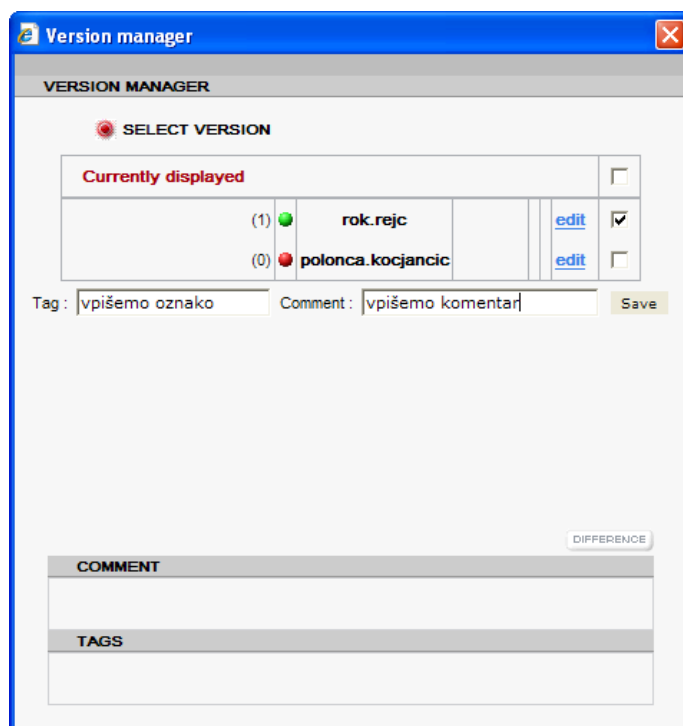 Version manager
VERSION MANAGER
SELECT VERSION
Currently displayed
(1) rok.rejc edit
(0) polonca.kocjancic edit
Tag : vpišemo oznako Comment : vpišemo komentar Save
DIFFERENCE
COMMENT
TAGS